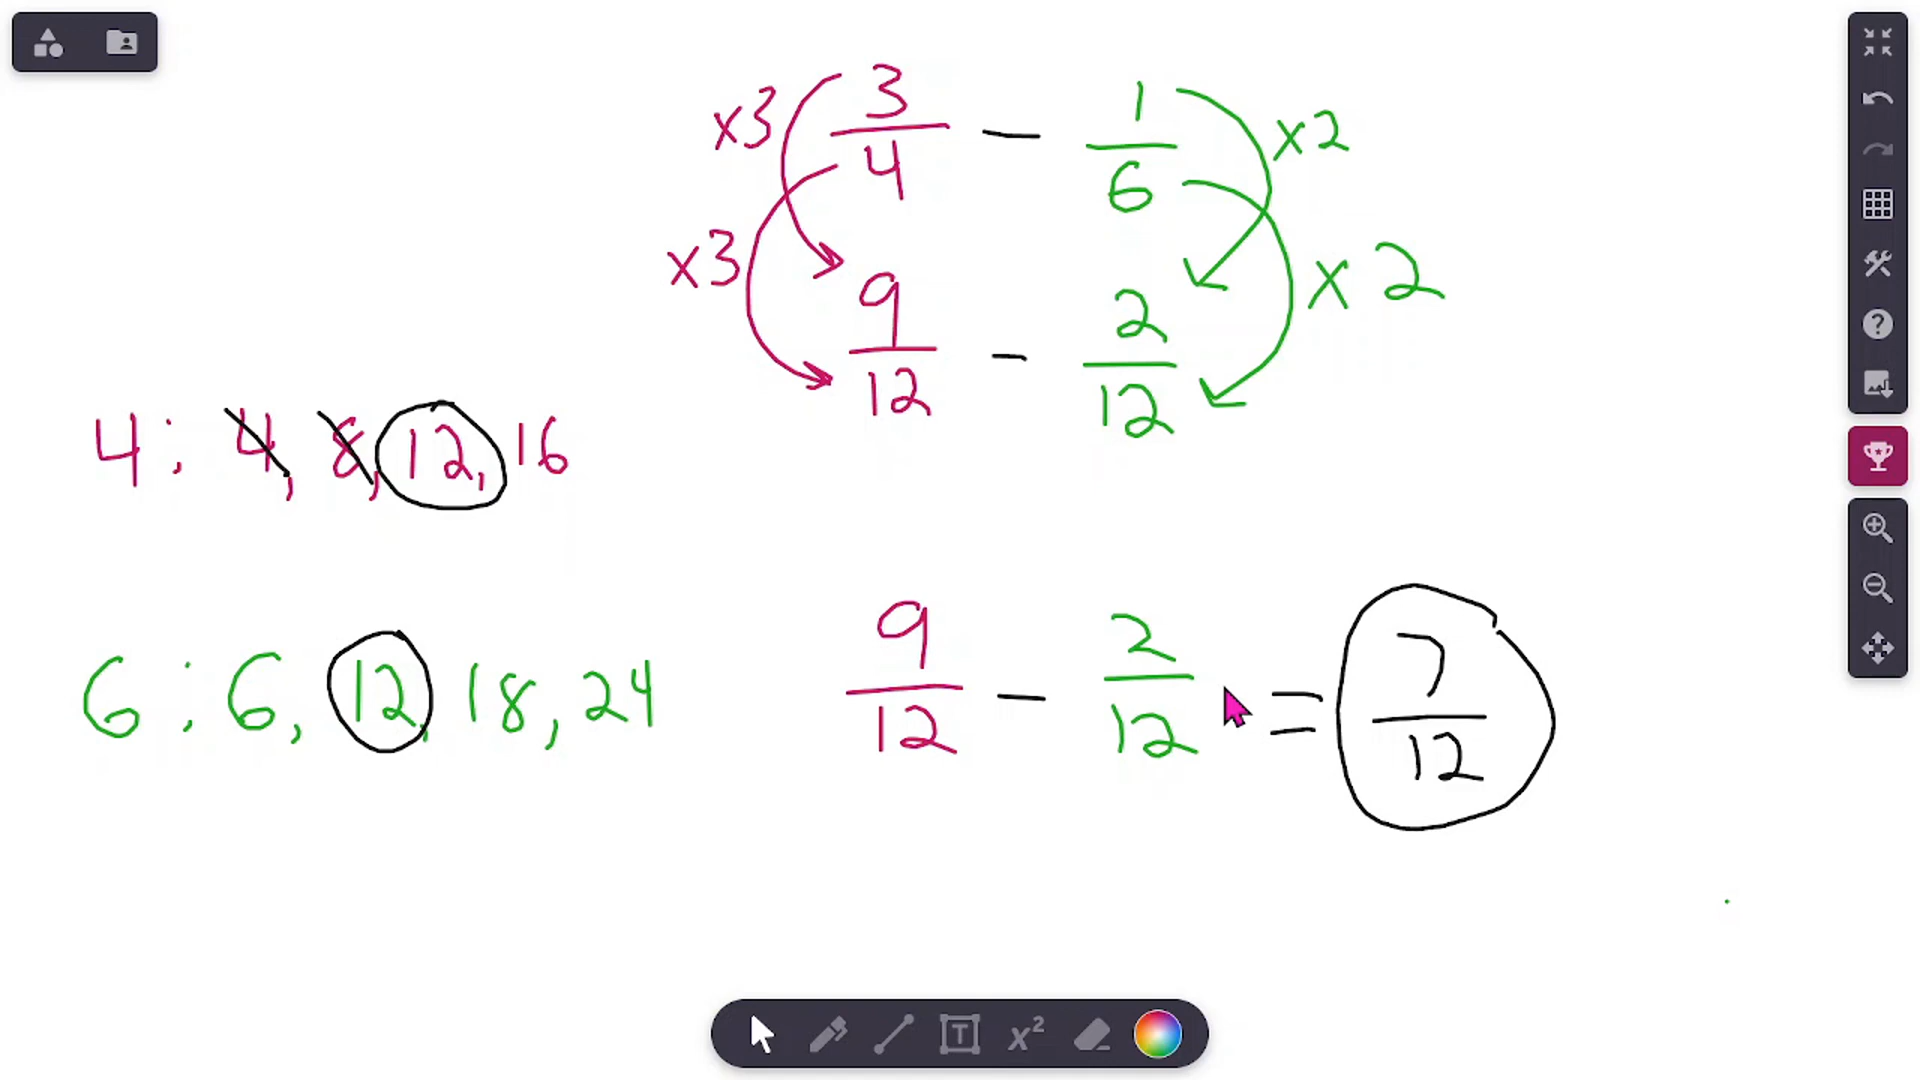 x3 3/4 - 1/6 x2
x3 9/12 - 2/12 x2
4: 4, 8, 12, 16
6: 6, 12, 18, 24
9/12 - 2/12 = 7/12
T x²